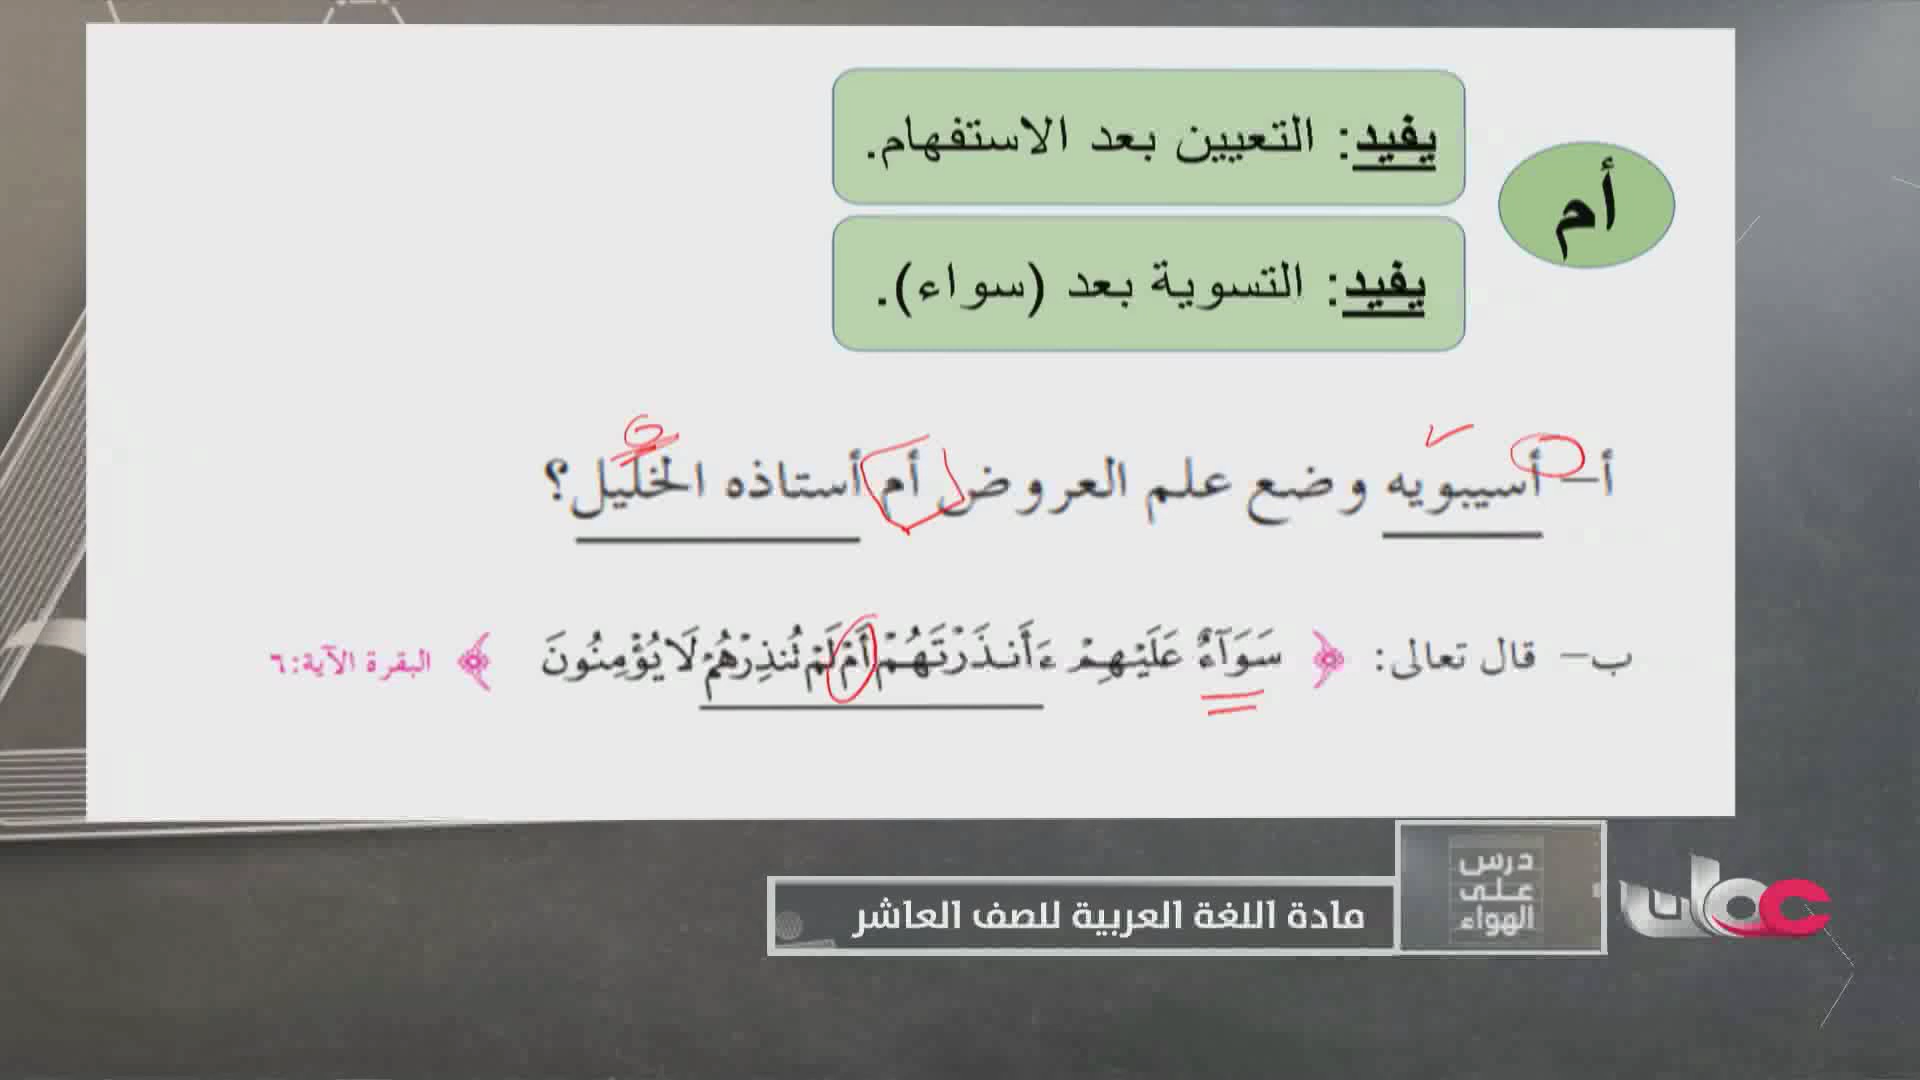 أم
يفيد: التعيين بعد الاستفهام.
يفيد: التسوية بعد (سواء).
أ– أسيبويه وضع علم العروض أم أستاذه الخليل؟
ب– قال تعالى: ﴿ سَوَآءٌ عَلَيْهِمْ ءَأَنذَرْتَهُمْ أَمْ لَمْ تُنذِرْهُمْ لَا يُؤْمِنُونَ ﴾ البقرة الآية:٦
درس
على
الهواء
مادة اللغة العربية للصف العاشر
عمان